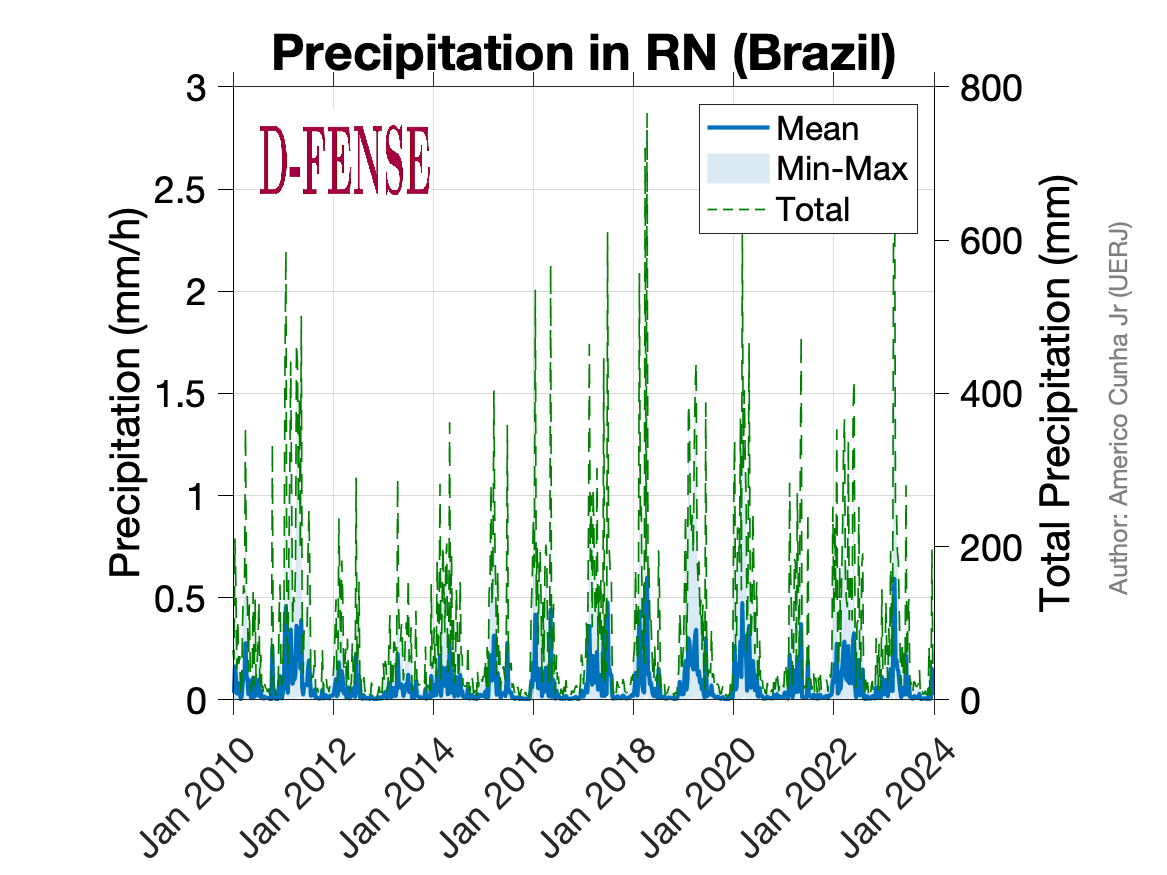 Precipitation in RN (Brazil)
D-FENSE
Mean
Min-Max
Total
Precipitation (mm/h)
3
2.5
2
1.5
1
0.5
0
800
600
400
200
0
Total Precipitation (mm)
Author: Americo Cunha Jr (UERJ)
Jan 2010
Jan 2012
Jan 2014
Jan 2016
Jan 2018
Jan 2020
Jan 2022
Jan 2024